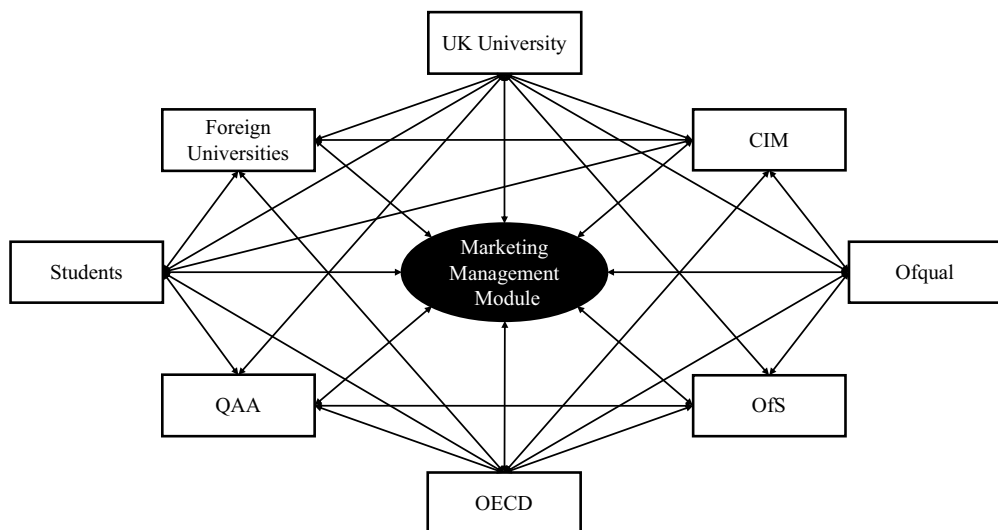 UK University
Foreign
Universities
CIM
Students
Marketing
Management
Module
Ofqual
QAA
OfS
OECD